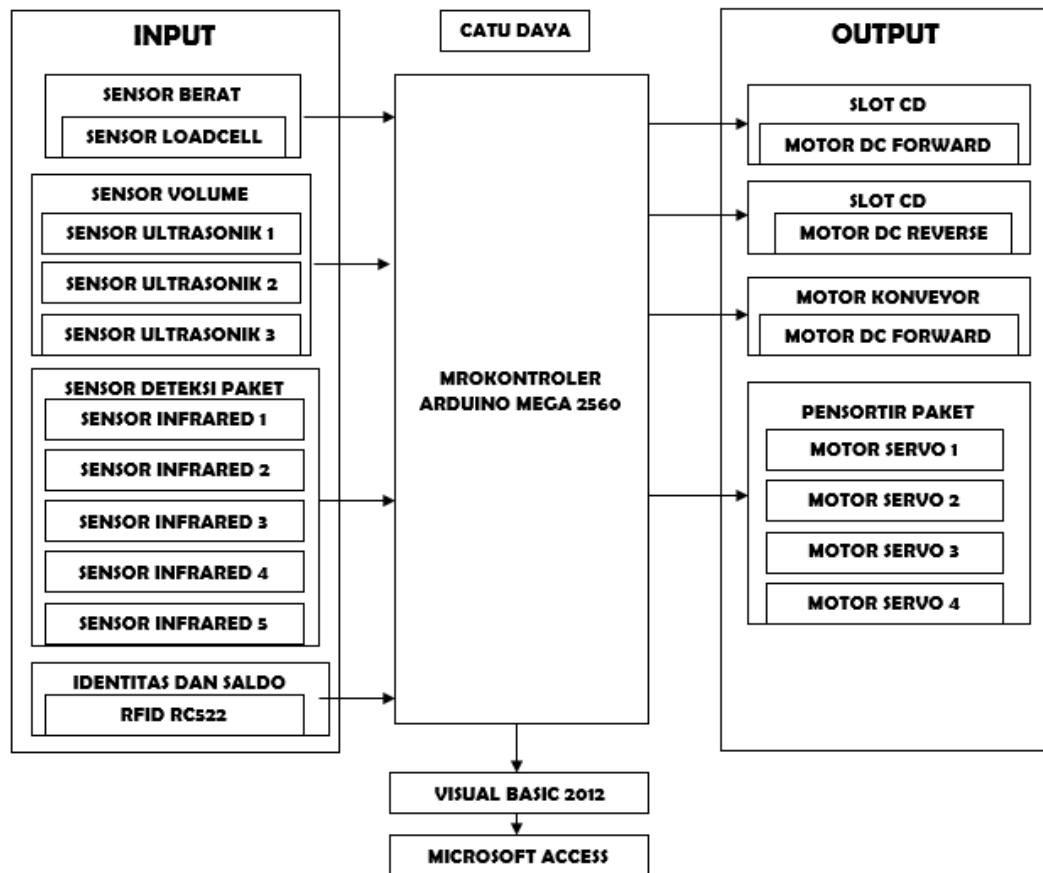 INPUT
SENSOR BERAT
SENSOR LOADCELL
SENSOR VOLUME
SENSOR ULTRASONIK 1
SENSOR ULTRASONIK 2
SENSOR ULTRASONIK 3
SENSOR DETEKSI PAKET
SENSOR INFRARED 1
SENSOR INFRARED 2
SENSOR INFRARED 3
SENSOR INFRARED 4
SENSOR INFRARED 5
IDENTITAS DAN SALDO
RFID RC522
CATU DAYA
MROKONTROLER
ARDUINO MEGA 2560
VISUAL BASIC 2012
MICROSOFT ACCESS
OUTPUT
SLOT CD
MOTOR DC FORWARD
SLOT CD
MOTOR DC REVERSE
MOTOR KONVEYOR
MOTOR DC FORWARD
PENSORTIR PAKET
MOTOR SERVO 1
MOTOR SERVO 2
MOTOR SERVO 3
MOTOR SERVO 4